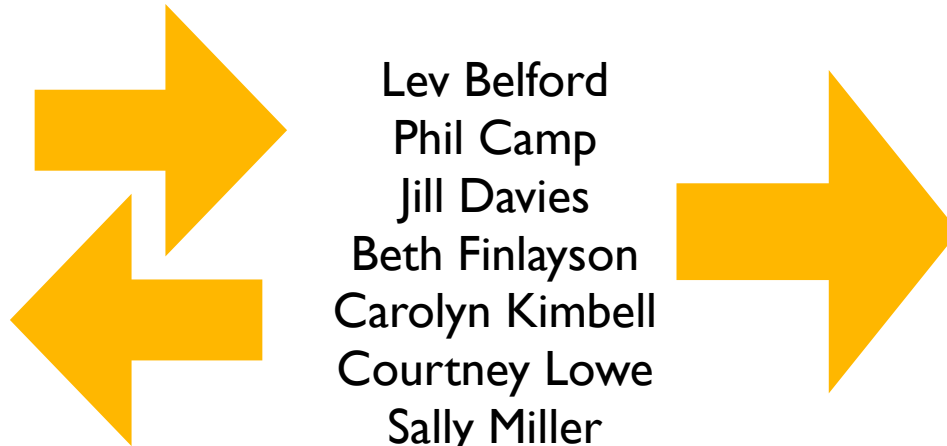 Lev Belford
Phil Camp
Jill Davies
Beth Finlayson
Carolyn Kimbell
Courtney Lowe
Sally Miller